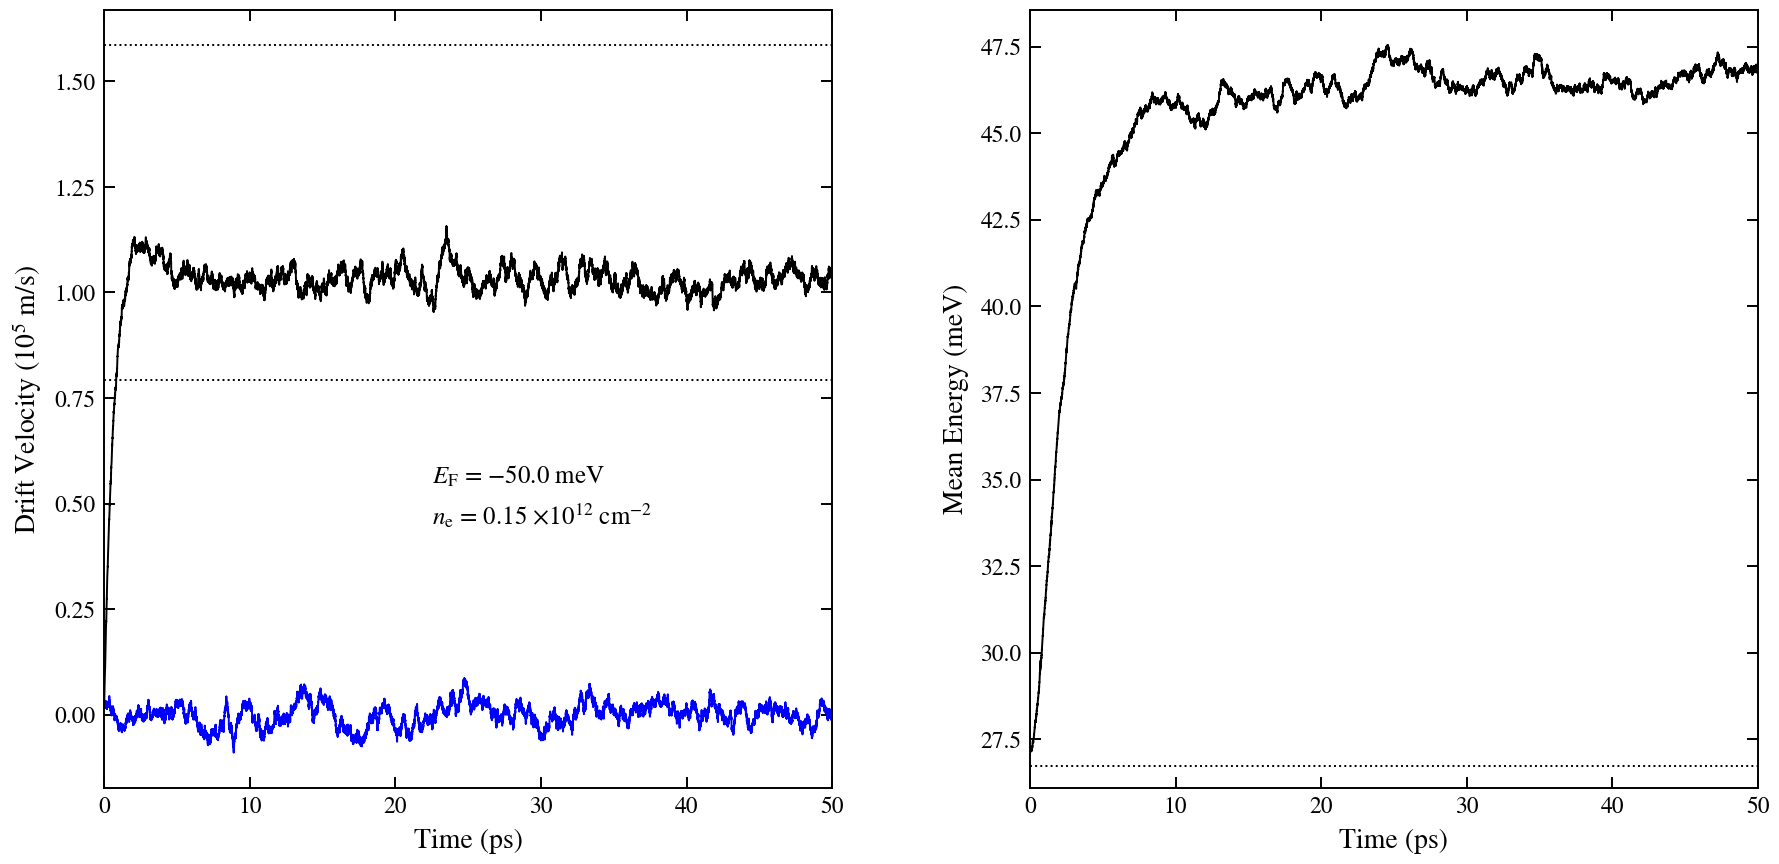 1.50
1.25
1.00
0.75
0.50
0.25
0.00
Drift Velocity (10⁵ m/s)
E_F = −50.0 meV
n_e = 0.15 ×10¹² cm⁻²
0 10 20 30 40 50
Time (ps)
47.5
45.0
42.5
40.0
37.5
35.0
32.5
30.0
27.5
Mean Energy (meV)
0 10 20 30 40 50
Time (ps)